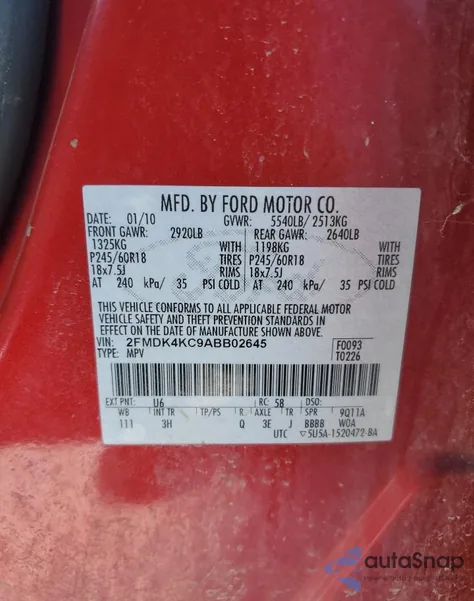 MFD. BY FORD MOTOR CO.
DATE: 01/10 GVWR: 5540LB/ 2513KG
FRONT GAWR: 2920LB REAR GAWR: 2640LB
1325KG WITH 1198KG WITH
P245/60R18 TIRES P245/60R18 TIRES
18x7.5J RIMS 18x7.5J RIMS
AT 240 kPa/ 35 PSI COLD AT 240 kPa/ 35 PSI COLD
THIS VEHICLE CONFORMS TO ALL APPLICABLE FEDERAL MOTOR
VEHICLE SAFETY AND THEFT PREVENTION STANDARDS IN
EFFECT ON THE DATE OF MANUFACTURE SHOWN ABOVE.
VIN: 2FMDK4KC9ABB02645 F0093
TYPE: MPV T0226
EXT PNT: U6 RC: 58 DSO:
WB INT TR TP/PS R AXLE TR SPR 9Q11A
111 3H Q 3E J BBBB W0A
UTC ▽5U5A-1520472-BA
autoSnap